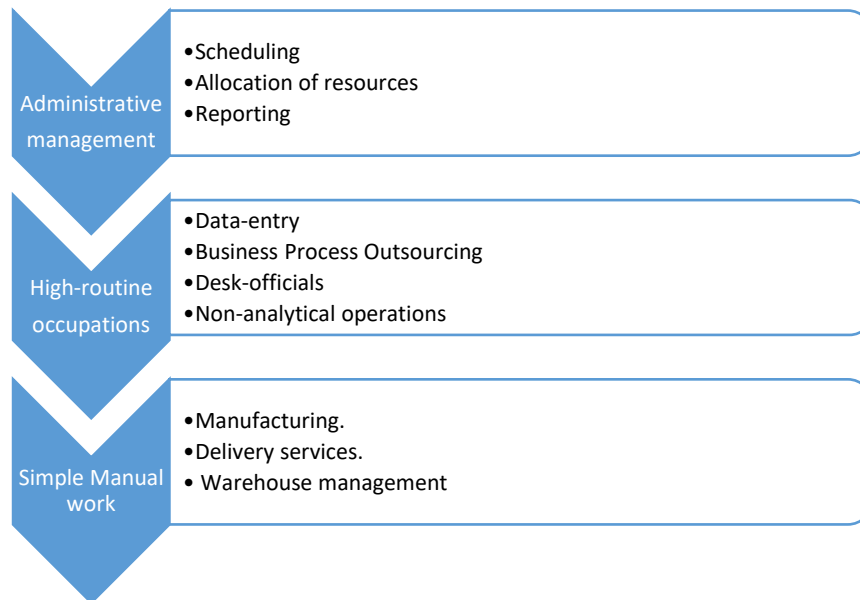 Administrative
management
•Scheduling
•Allocation of resources
•Reporting
High-routine
occupations
•Data-entry
•Business Process Outsourcing
•Desk-officials
•Non-analytical operations
Simple Manual
work
•Manufacturing.
•Delivery services.
• Warehouse management